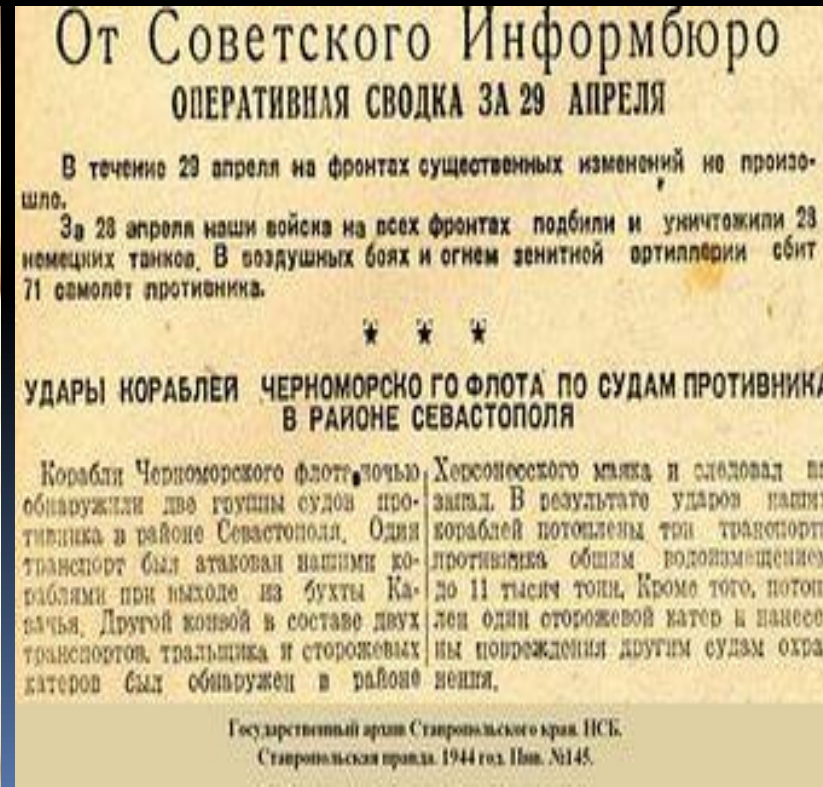 От Советского Информбюро
ОПЕРАТИВНАЯ СВОДКА ЗА 29 АПРЕЛЯ
В течение 29 апреля на фронтах существенных изменений не произо-
шло.
За 28 апреля наши войска на всех фронтах подбили и уничтожили 28
немецких танков. В воздушных боях и огнем зенитной артиллерии сбит
71 самолет противника.
★ ★ ★
УДАРЫ КОРАБЛЕЙ ЧЕРНОМОРСКО ГО ФЛОТА ПО СУДАМ ПРОТИВНИКА
В РАЙОНЕ СЕВАСТОПОЛЯ
Корабли Черноморского флота ночью
обнаружили две группы судов про-
тивника в районе Севастополя. Один
транспорт был атакован нашими ко-
раблями при выходе из бухты Ка-
зачья. Другой конвой в составе двух
транспортов, тральщика и сторожевых
катеров был обнаружен в районе
Херсонесского маяка и следовал на
запад. В результате ударов наших
кораблей потоплены три транспорта
противника общим водоизмещением
до 11 тысяч тонн. Кроме того, потоп
лен один сторожевой катер и нанесе
ны повреждения другим судам охра
нения.
Государственный архив Ставропольского края. НСБ.
Ставропольская правда. 1944 год. Инв. №145.